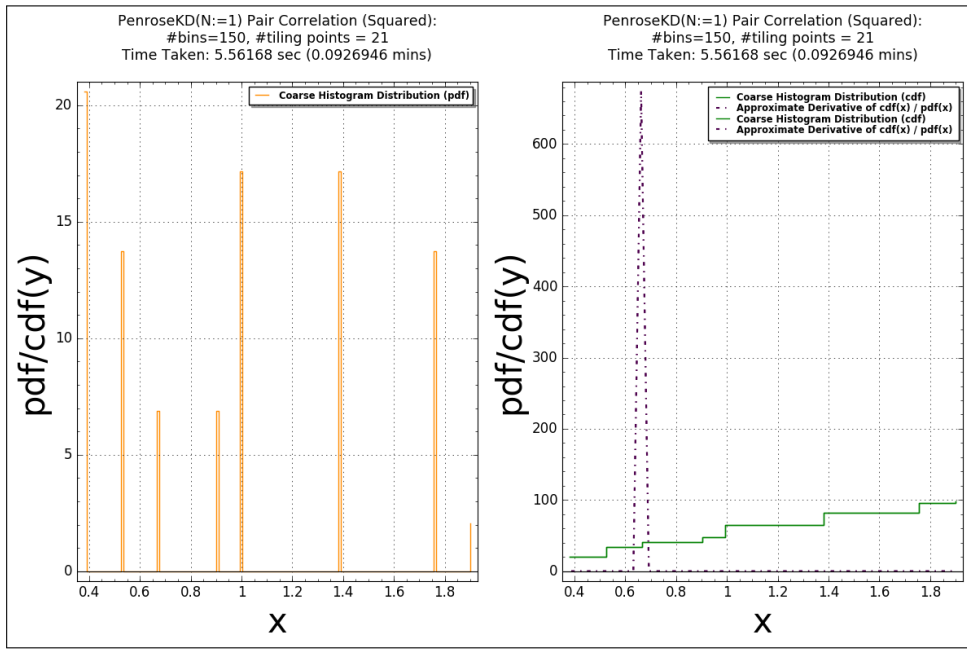 PenroseKD(N:=1) Pair Correlation (Squared):
#bins=150, #tiling points = 21
Time Taken: 5.56168 sec (0.0926946 mins)
Coarse Histogram Distribution (pdf)
20
15
10
5
0
pdf/cdf(y)
0.4 0.6 0.8 1 1.2 1.4 1.6 1.8
x
PenroseKD(N:=1) Pair Correlation (Squared):
#bins=150, #tiling points = 21
Time Taken: 5.56168 sec (0.0926946 mins)
Coarse Histogram Distribution (cdf)
Approximate Derivative of cdf(x) / pdf(x)
Coarse Histogram Distribution (cdf)
Approximate Derivative of cdf(x) / pdf(x)
600
500
400
300
200
100
0
pdf/cdf(y)
0.4 0.6 0.8 1 1.2 1.4 1.6 1.8
x